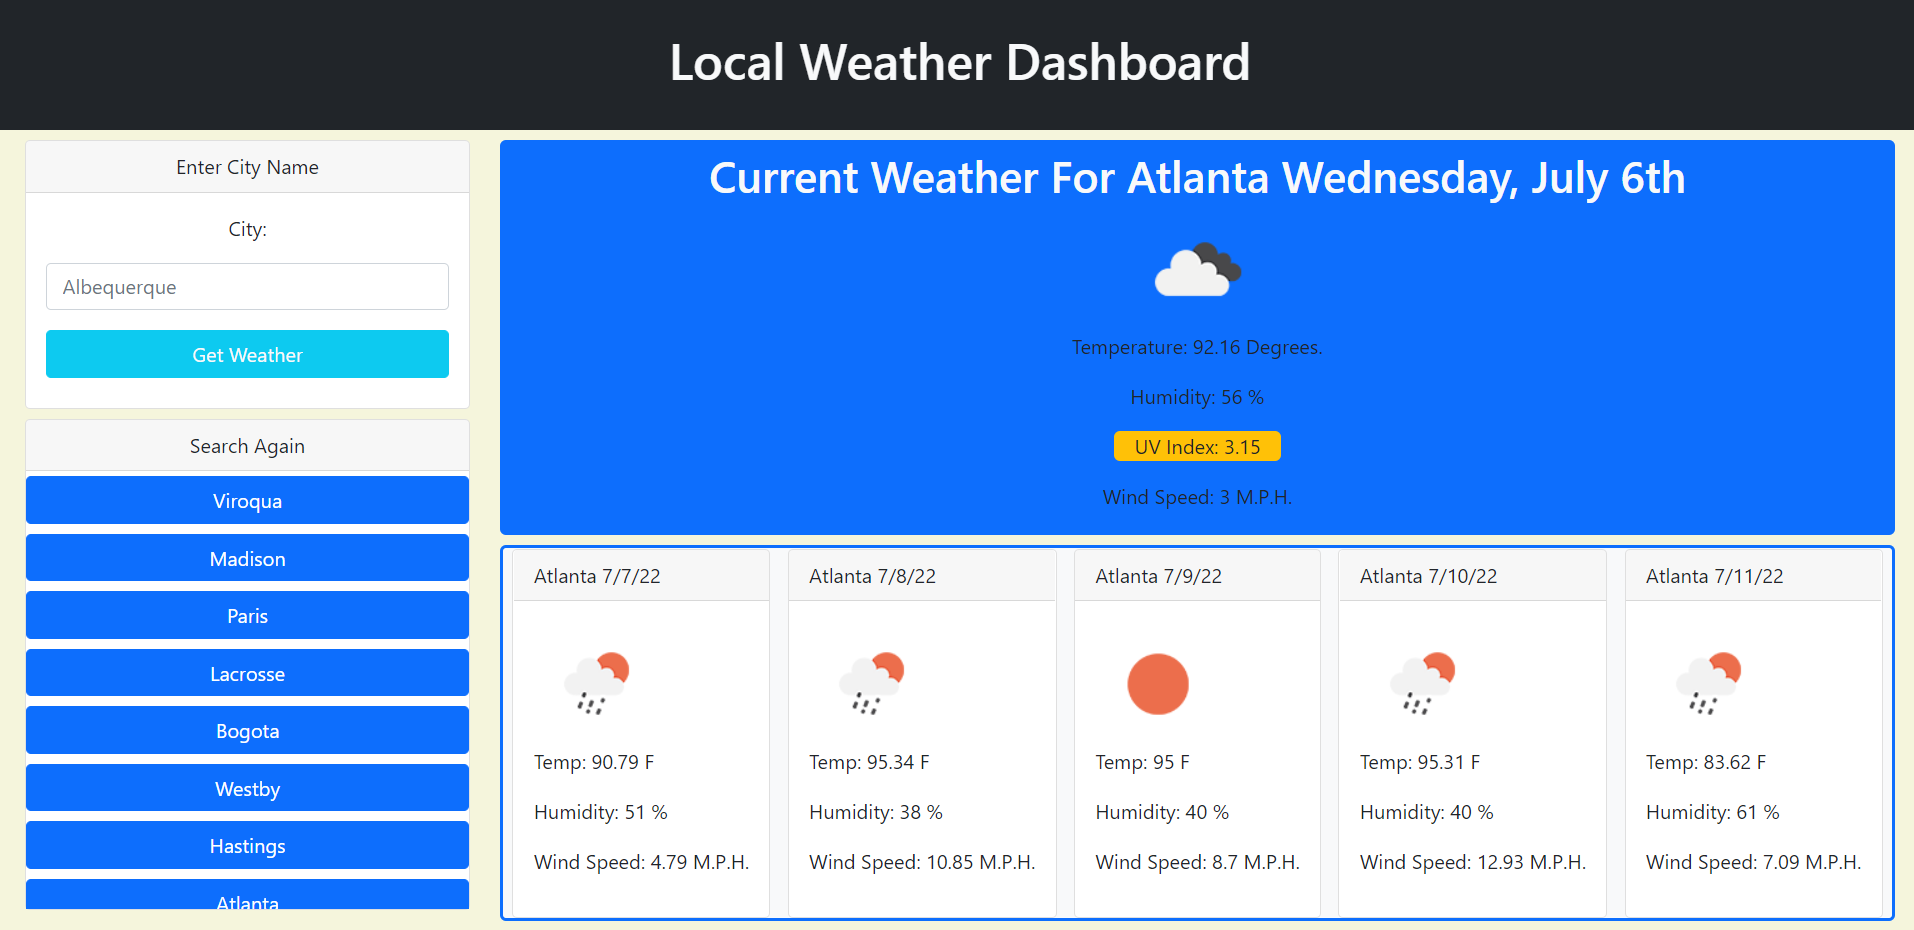 Local Weather Dashboard
Enter City Name
City:
Albequerque
Get Weather
Search Again
Viroqua
Madison
Paris
Lacrosse
Bogota
Westby
Hastings
Atlanta
Current Weather For Atlanta Wednesday, July 6th
Temperature: 92.16 Degrees.
Humidity: 56 %
UV Index: 3.15
Wind Speed: 3 M.P.H.
Atlanta 7/7/22
Temp: 90.79 F
Humidity: 51 %
Wind Speed: 4.79 M.P.H.
Atlanta 7/8/22
Temp: 95.34 F
Humidity: 38 %
Wind Speed: 10.85 M.P.H.
Atlanta 7/9/22
Temp: 95 F
Humidity: 40 %
Wind Speed: 8.7 M.P.H.
Atlanta 7/10/22
Temp: 95.31 F
Humidity: 40 %
Wind Speed: 12.93 M.P.H.
Atlanta 7/11/22
Temp: 83.62 F
Humidity: 61 %
Wind Speed: 7.09 M.P.H.